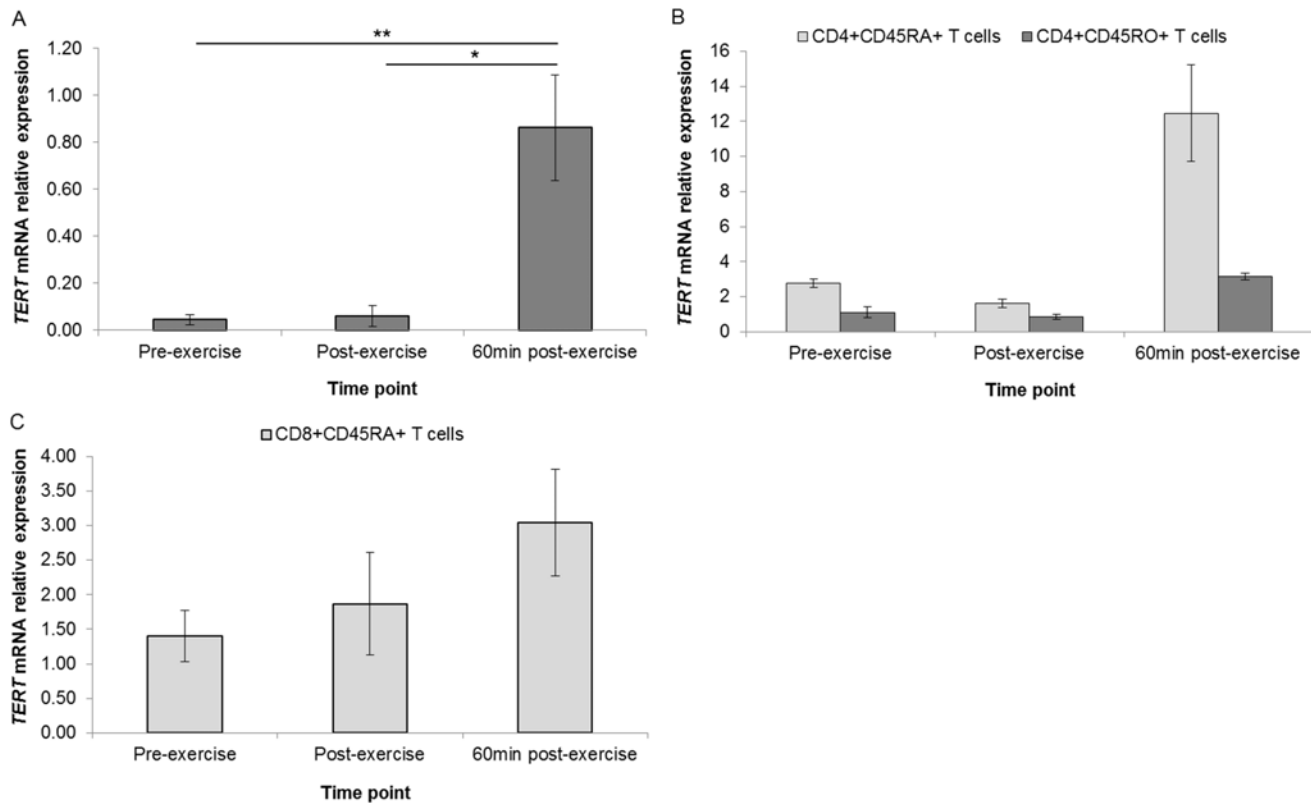 A
TERT mRNA relative expression
1.20
1.00
0.80
0.60
0.40
0.20
0.00
**
*
Pre-exercise Post-exercise 60min post-exercise
Time point
B
CD4+CD45RA+ T cells CD4+CD45RO+ T cells
TERT mRNA relative expression
16
14
12
10
8
6
4
2
0
Pre-exercise Post-exercise 60min post-exercise
Time point
C
CD8+CD45RA+ T cells
TERT mRNA relative expression
4.00
3.50
3.00
2.50
2.00
1.50
1.00
0.50
0.00
Pre-exercise Post-exercise 60min post-exercise
Time point